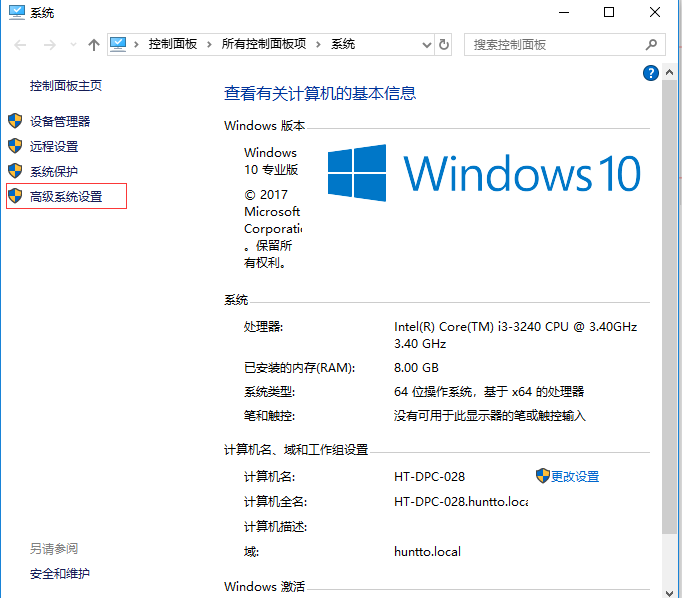 系统
控制面板 所有控制面板项 系统
搜索控制面板
控制面板主页
设备管理器
远程设置
系统保护
高级系统设置
另请参阅
安全和维护
?
查看有关计算机的基本信息
Windows 版本
Windows
10 专业版
© 2017
Microsoft
Corporati
。保留所
有权利。
Windows 10
系统
处理器: Intel(R) Core(TM) i3-3240 CPU @ 3.40GHz
3.40 GHz
已安装的内存(RAM): 8.00 GB
系统类型: 64 位操作系统，基于 x64 的处理器
笔和触控: 没有可用于此显示器的笔或触控输入
计算机名、域和工作组设置
计算机名: HT-DPC-028 更改设置
计算机全名: HT-DPC-028.huntto.loca
计算机描述:
域: huntto.local
Windows 激活